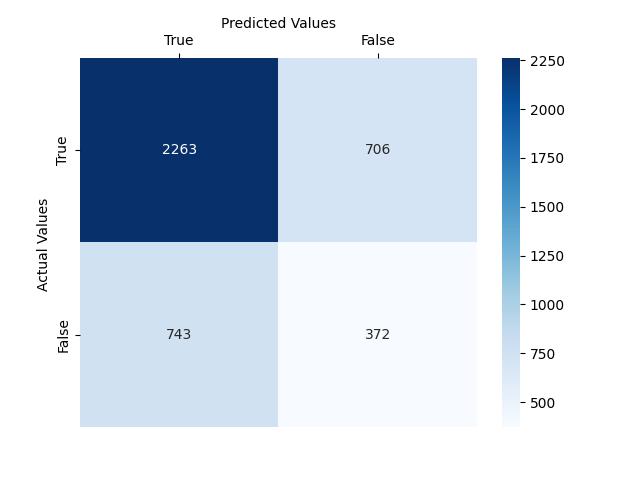 Predicted Values
True False
True 2263 706
Actual Values
False 743 372
2250
2000
1750
1500
1250
1000
750
500